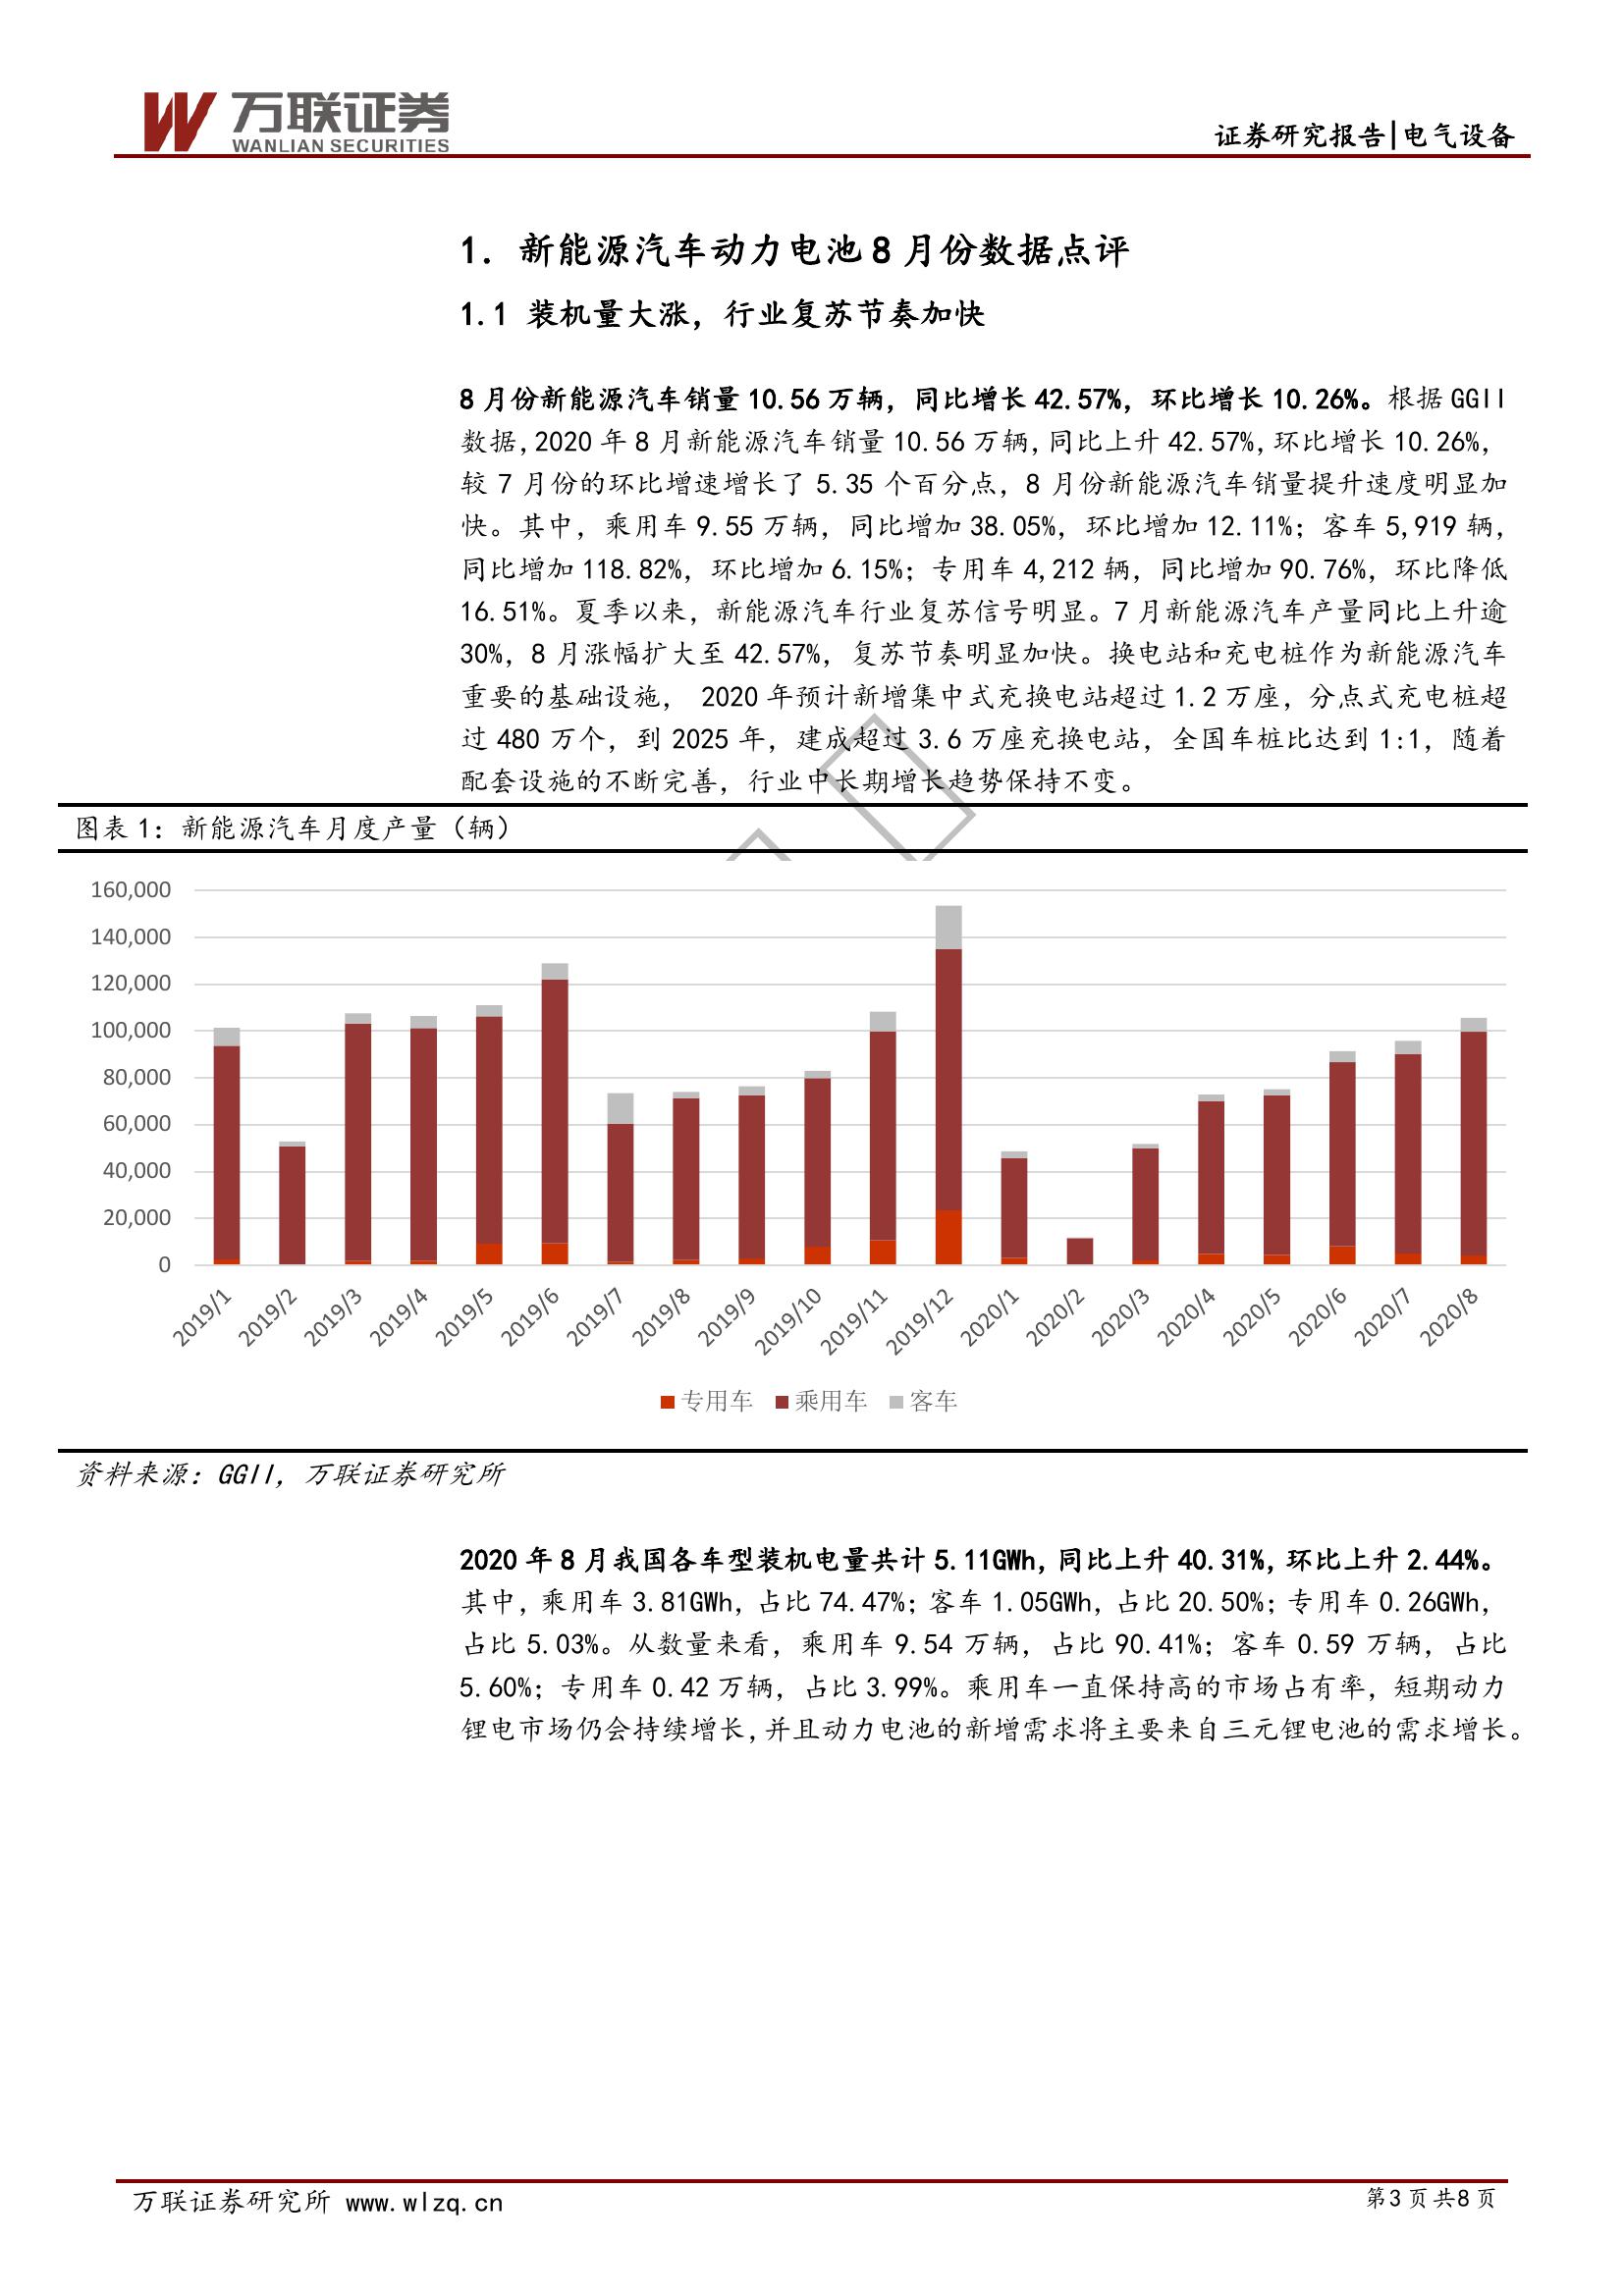 万联证券
WANLIAN SECURITIES
证券研究报告|电气设备
1. 新能源汽车动力电池8月份数据点评
1.1 装机量大涨，行业复苏节奏加快
8月份新能源汽车销量10.56万辆，同比增长42.57%，环比增长10.26%。根据GGII
数据，2020年8月新能源汽车销量10.56万辆，同比上升42.57%，环比增长10.26%，
较7月份的环比增速增长了5.35个百分点，8月份新能源汽车销量提升速度明显加
快。其中，乘用车9.55万辆，同比增加38.05%，环比增加12.11%；客车5,919辆，
同比增加118.82%，环比增加6.15%；专用车4,212辆，同比增加90.76%，环比降低
16.51%。夏季以来，新能源汽车行业复苏信号明显。7月新能源汽车产量同比上升逾
30%，8月涨幅扩大至42.57%，复苏节奏明显加快。换电站和充电桩作为新能源汽车
重要的基础设施， 2020年预计新增集中式充换电站超过1.2万座，分点式充电桩超
过480万个，到2025年，建成超过3.6万座充换电站，全国车桩比达到1:1，随着
配套设施的不断完善，行业中长期增长趋势保持不变。
图表1：新能源汽车月度产量（辆）
160,000
140,000
120,000
100,000
80,000
60,000
40,000
20,000
0
2019/1 2019/2 2019/3 2019/4 2019/5 2019/6 2019/7 2019/8 2019/9 2019/10 2019/11 2019/12 2020/1 2020/2 2020/3 2020/4 2020/5 2020/6 2020/7 2020/8
专用车 乘用车 客车
资料来源：GGII，万联证券研究所
2020年8月我国各车型装机电量共计5.11GWh，同比上升40.31%，环比上升2.44%。
其中，乘用车3.81GWh，占比74.47%；客车1.05GWh，占比20.50%；专用车0.26GWh，
占比5.03%。从数量来看，乘用车9.54万辆，占比90.41%；客车0.59万辆，占比
5.60%；专用车0.42万辆，占比3.99%。乘用车一直保持高的市场占有率，短期动力
锂电市场仍会持续增长，并且动力电池的新增需求将主要来自三元锂电池的需求增长。
万联证券研究所 www.wlzq.cn
第3页共8页